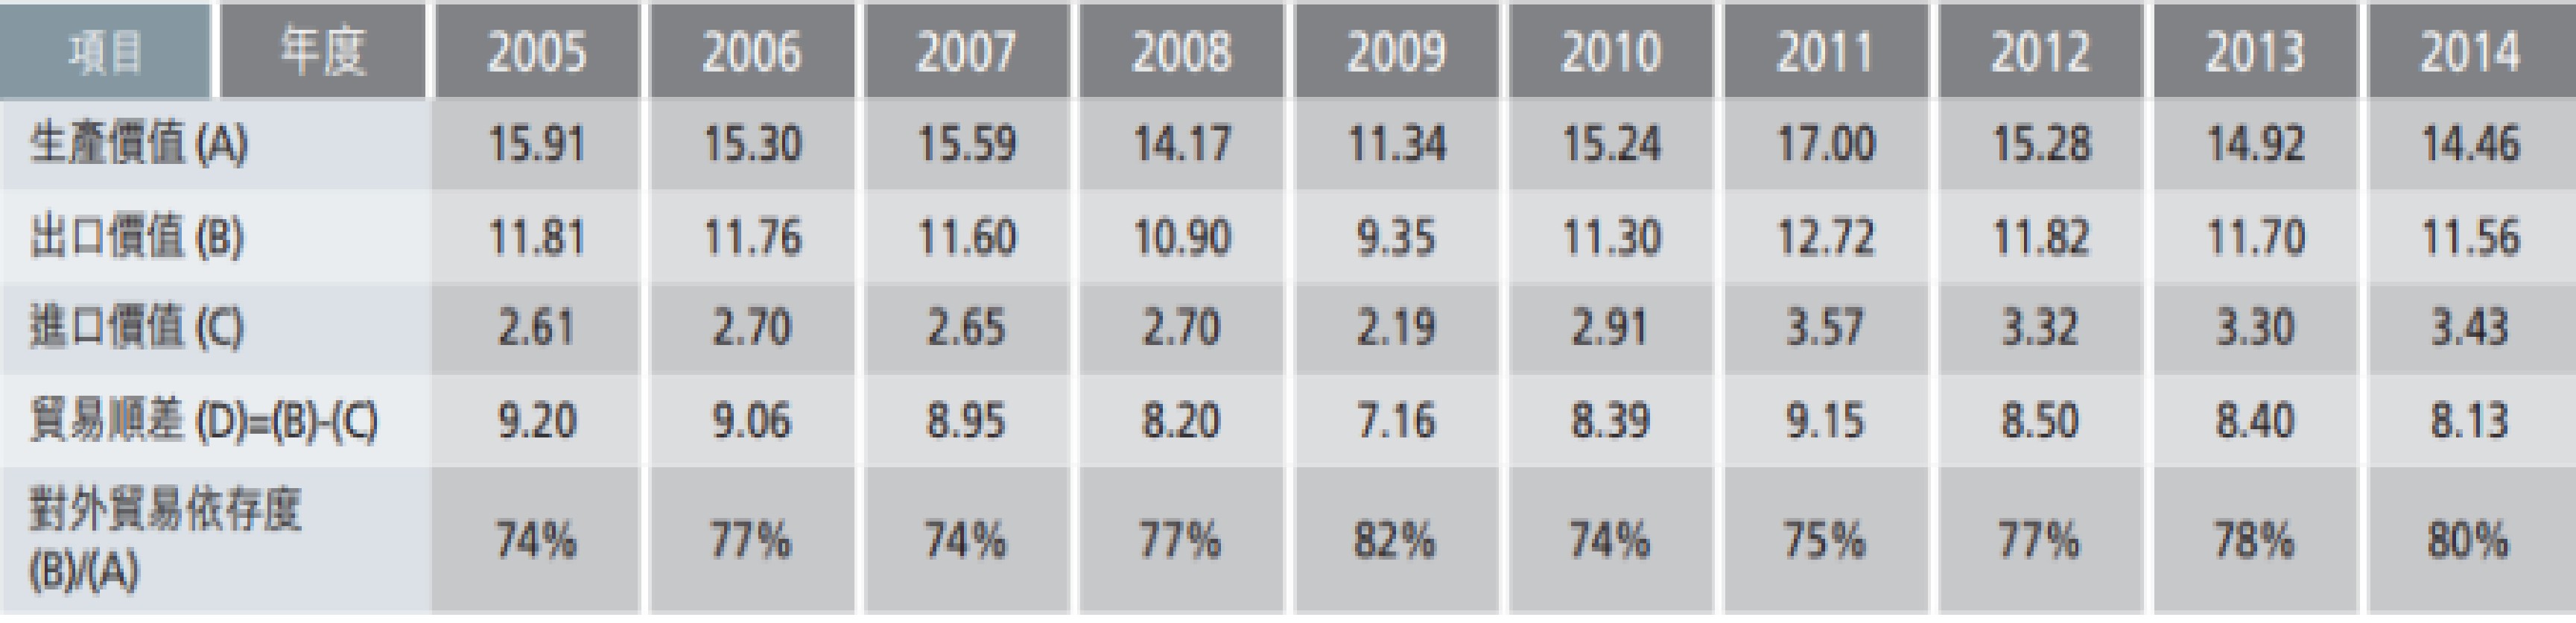 項目 年度 2005 2006 2007 2008 2009 2010 2011 2012 2013 2014
生產價值 (A) 15.91 15.30 15.59 14.17 11.34 15.24 17.00 15.28 14.92 14.46
出口價值 (B) 11.81 11.76 11.60 10.90 9.35 11.30 12.72 11.82 11.70 11.56
進口價值 (C) 2.61 2.70 2.65 2.70 2.19 2.91 3.57 3.32 3.30 3.43
貿易順差 (D)=(B)-(C) 9.20 9.06 8.95 8.20 7.16 8.39 9.15 8.50 8.40 8.13
對外貿易依存度
(B)/(A) 74% 77% 74% 77% 82% 74% 75% 77% 78% 80%